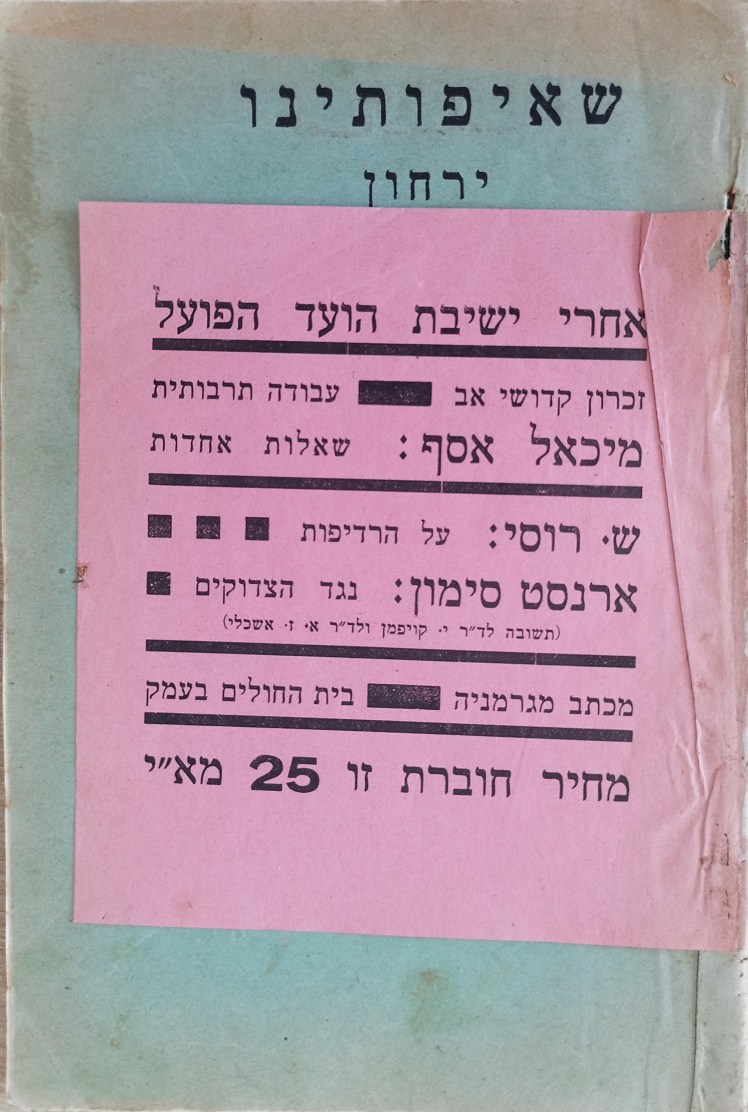 שאיפותינו
ירחון
אחרי ישיבת הועד הפועל
זכרון קדושי אב עבודה תרבותית
מיכאל אסף: שאלות אחדות
ש. רוסי: על הרדיפות
ארנסט סימון: נגד הצדוקים
(תשובה לד״ר י. קויפמן ולד״ר א. ז. אשכלי)
מכתב מגרמניה בית החולים בעמק
מחיר חוברת זו 25 מא״י